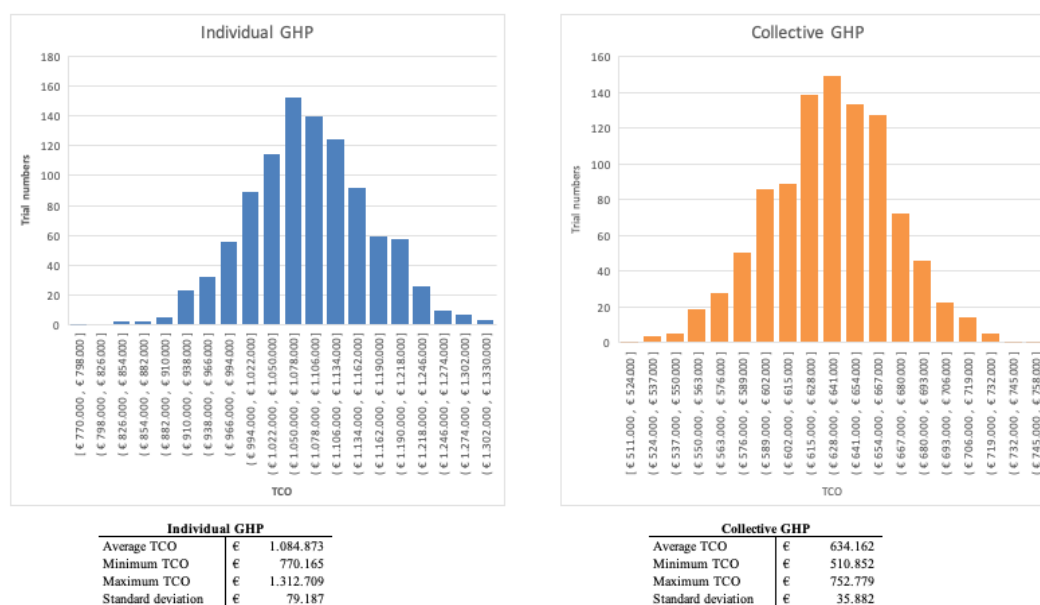 Individual GHP
180
160
140
120
100
80
60
40
20
0
Trial numbers
( € 770.000 , € 798.000 ]
( € 798.000 , € 826.000 ]
( € 826.000 , € 854.000 ]
( € 854.000 , € 882.000 ]
( € 882.000 , € 910.000 ]
( € 910.000 , € 938.000 ]
( € 938.000 , € 966.000 ]
( € 966.000 , € 994.000 ]
( € 994.000 , € 1.022.000 ]
( € 1.022.000 , € 1.050.000 ]
( € 1.050.000 , € 1.078.000 ]
( € 1.078.000 , € 1.106.000 ]
( € 1.106.000 , € 1.134.000 ]
( € 1.134.000 , € 1.162.000 ]
( € 1.162.000 , € 1.190.000 ]
( € 1.190.000 , € 1.218.000 ]
( € 1.218.000 , € 1.246.000 ]
( € 1.246.000 , € 1.274.000 ]
( € 1.274.000 , € 1.302.000 ]
( € 1.302.000 , € 1.330.000 ]
TCO
Individual GHP
Average TCO € 1.084.873
Minimum TCO € 770.165
Maximum TCO € 1.312.709
Standard deviation € 79.187
Collective GHP
160
140
120
100
80
60
40
20
0
Trial numbers
( € 511.000 , € 524.000 ]
( € 524.000 , € 537.000 ]
( € 537.000 , € 550.000 ]
( € 550.000 , € 563.000 ]
( € 563.000 , € 576.000 ]
( € 576.000 , € 589.000 ]
( € 589.000 , € 602.000 ]
( € 602.000 , € 615.000 ]
( € 615.000 , € 628.000 ]
( € 628.000 , € 641.000 ]
( € 641.000 , € 654.000 ]
( € 654.000 , € 667.000 ]
( € 667.000 , € 680.000 ]
( € 680.000 , € 693.000 ]
( € 693.000 , € 706.000 ]
( € 706.000 , € 719.000 ]
( € 719.000 , € 732.000 ]
( € 732.000 , € 745.000 ]
( € 745.000 , € 758.000 ]
TCO
Collective GHP
Average TCO € 634.162
Minimum TCO € 510.852
Maximum TCO € 752.779
Standard deviation € 35.882